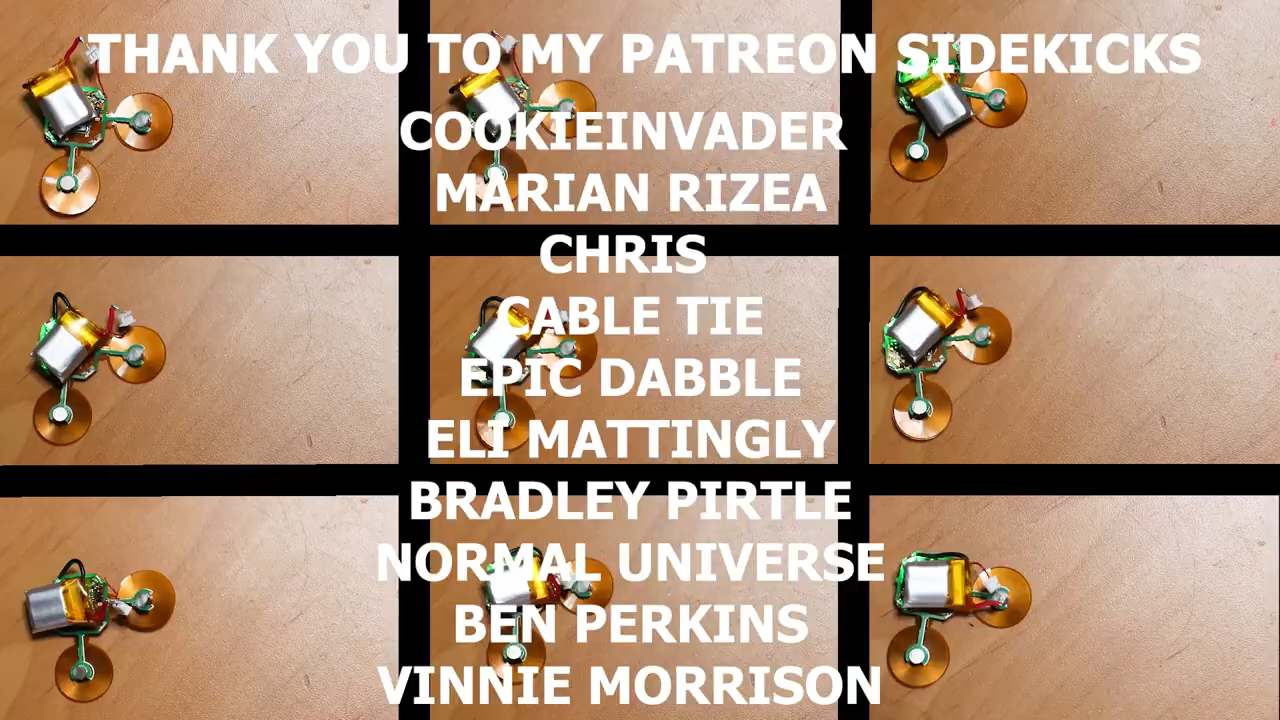 THANK YOU TO MY PATREON SIDEKICKS
COOKIEINVADER
MARIAN RIZEA
CHRIS
CABLE TIE
EPIC DABBLE
ELI MATTINGLY
BRADLEY PIRTLE
NORMAL UNIVERSE
BEN PERKINS
VINNIE MORRISON